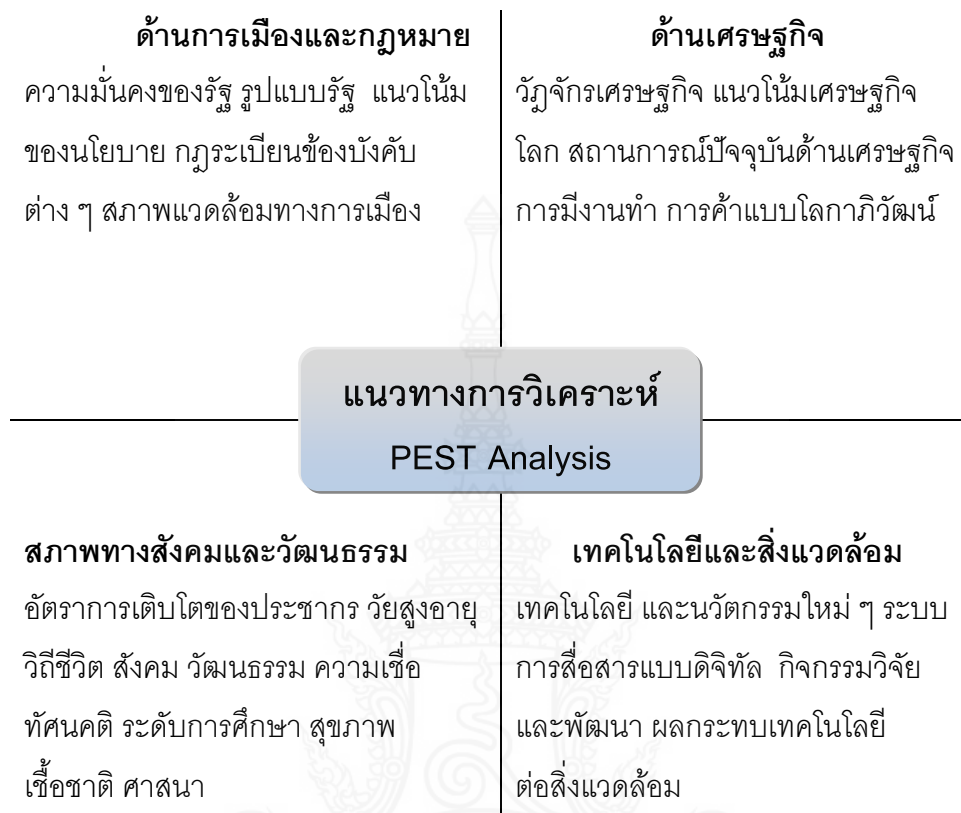 ด้านการเมืองและกฎหมาย
ความมั่นคงของรัฐ รูปแบบรัฐ แนวโน้ม
ของนโยบาย กฎระเบียนข้องบังคับ
ต่าง ๆ สภาพแวดล้อมทางการเมือง
ด้านเศรษฐกิจ
วัฎจักรเศรษฐกิจ แนวโน้มเศรษฐกิจ
โลก สถานการณ์ปัจจุบันด้านเศรษฐกิจ
การมีงานทำ การค้าแบบโลกาภิวัฒน์
แนวทางการวิเคราะห์
PEST Analysis
สภาพทางสังคมและวัฒนธรรม
อัตราการเติบโตของประชากร วัยสูงอายุ
วิถีชีวิต สังคม วัฒนธรรม ความเชื่อ
ทัศนคติ ระดับการศึกษา สุขภาพ
เชื้อชาติ ศาสนา
เทคโนโลยีและสิ่งแวดล้อม
เทคโนโลยี และนวัตกรรมใหม่ ๆ ระบบ
การสื่อสารแบบดิจิทัล กิจกรรมวิจัย
และพัฒนา ผลกระทบเทคโนโลยี
ต่อสิ่งแวดล้อม